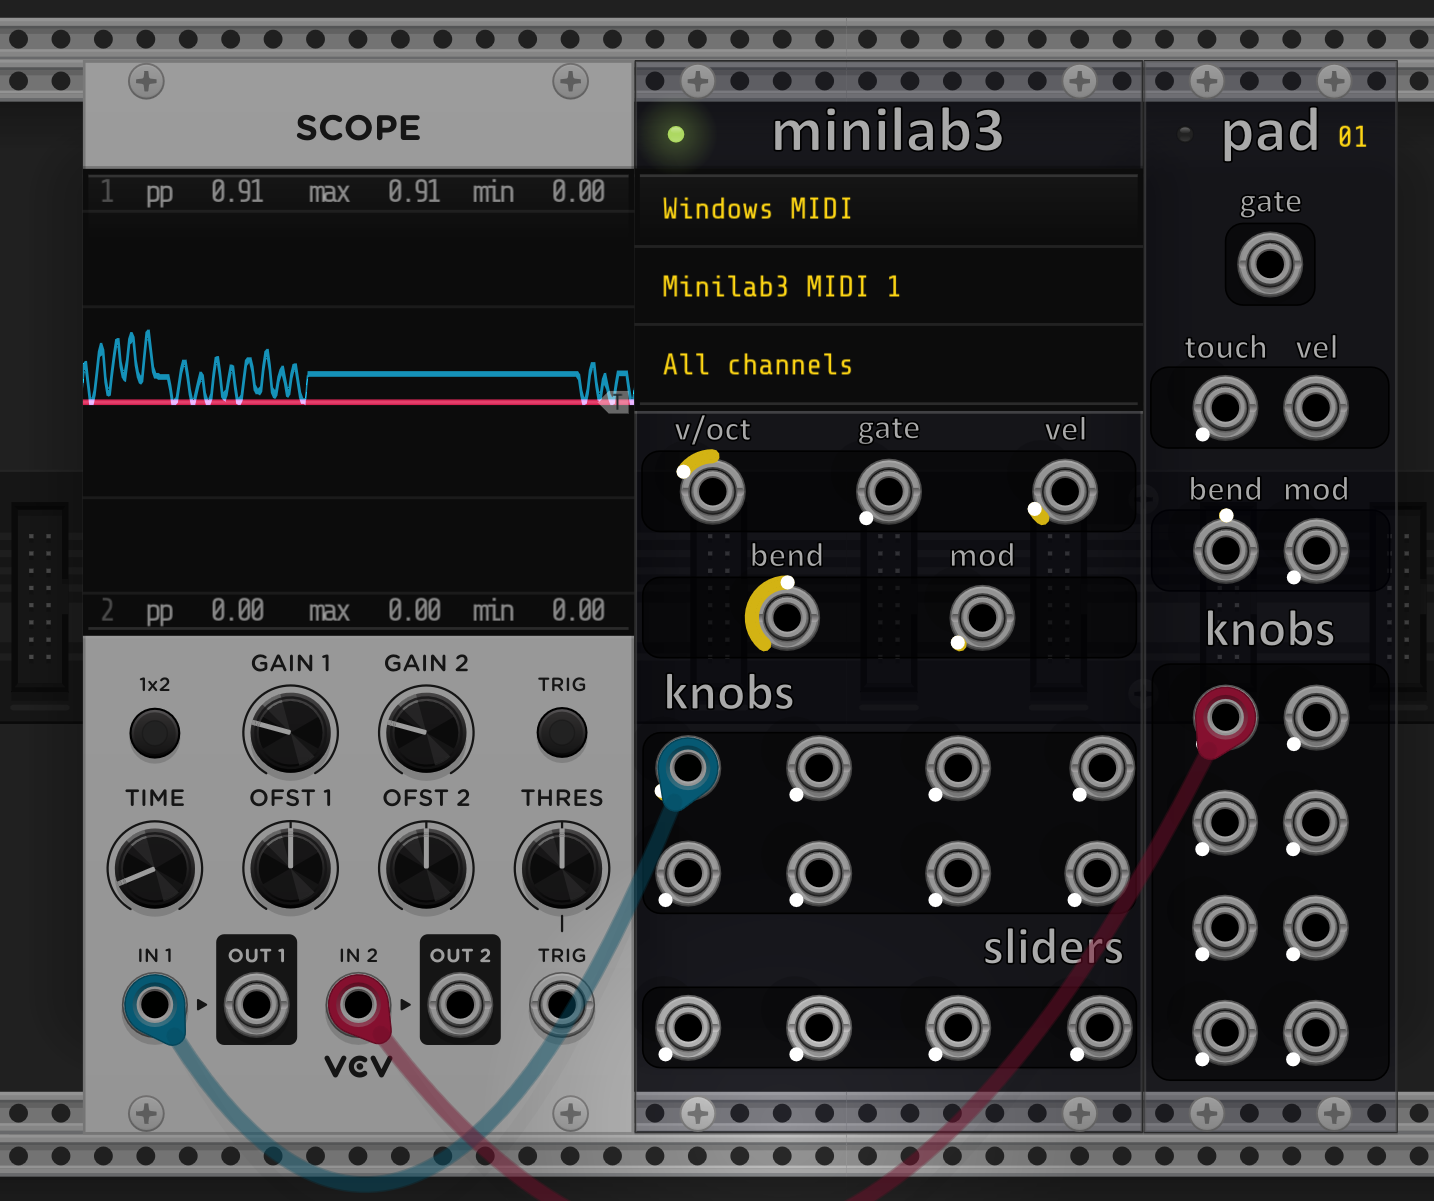 SCOPE
1 pp 0.91 max 0.91 min 0.00
T
2 pp 0.00 max 0.00 min 0.00
1x2 GAIN 1 GAIN 2 TRIG
TIME OFST 1 OFST 2 THRES
IN 1 OUT 1 IN 2 OUT 2 TRIG
VCV
minilab3
Windows MIDI
Minilab3 MIDI 1
All channels
v/oct gate vel
bend mod
knobs
sliders
pad 01
gate
touch vel
bend mod
knobs